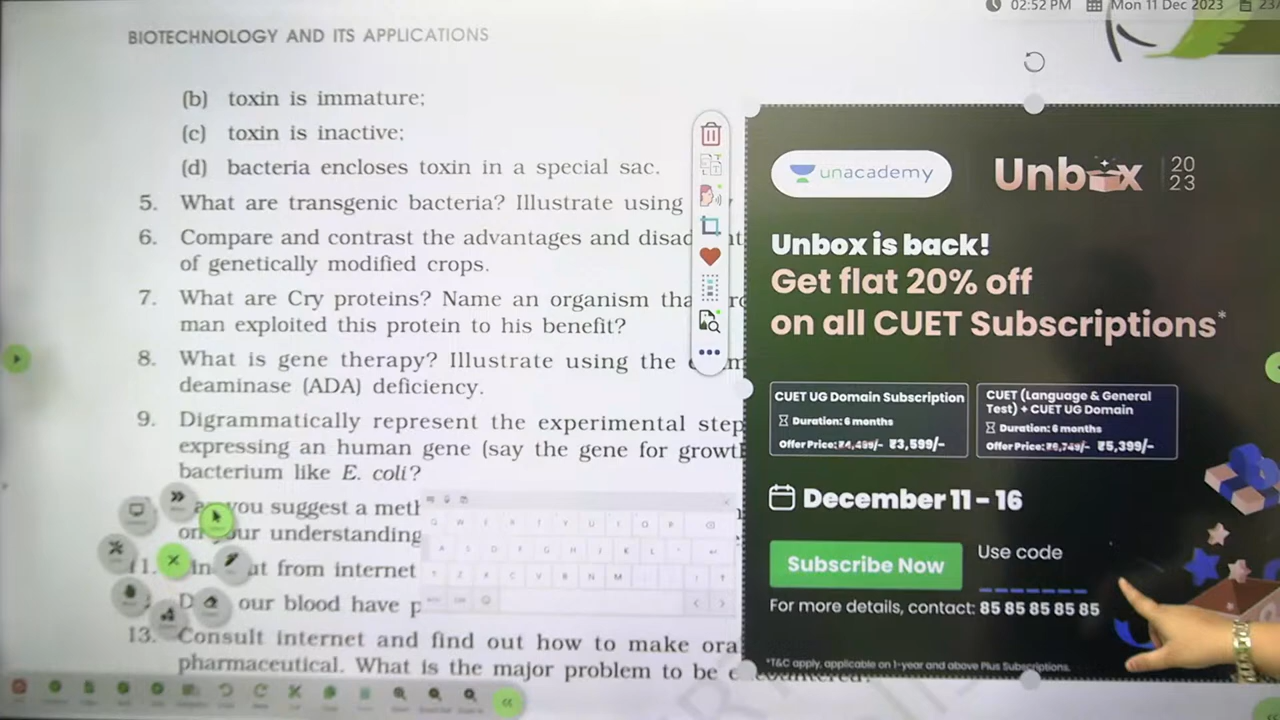 02:52 PM Mon 11 Dec 2023
BIOTECHNOLOGY AND ITS APPLICATIONS
(b) toxin is immature;
(c) toxin is inactive;
(d) bacteria encloses toxin in a special sac.
5. What are transgenic bacteria? Illustrate using
6. Compare and contrast the advantages and disad
of genetically modified crops.
7. What are Cry proteins? Name an organism tha
man exploited this protein to his benefit?
8. What is gene therapy? Illustrate using the
deaminase (ADA) deficiency.
9. Digrammatically represent the experimental step
expressing an human gene (say the gene for growt
bacterium like E. coli?
you suggest a met
our understanding
11. at from internet
our blood have p
13. Consult internet and find out how to make ora
pharmaceutical. What is the major problem to be
unacademy
Unbox 2023
Unbox is back!
Get flat 20% off
on all CUET Subscriptions*
CUET UG Domain Subscription
Duration: 6 months
Offer Price: ₹4,499/- ₹3,599/-
CUET (Language & General
Test) + CUET UG Domain
Duration: 6 months
Offer Price: ₹6,749/- ₹5,399/-
December 11 - 16
Subscribe Now
Use code
For more details, contact: 85 85 85 85 85
*T&C apply, applicable on 1-year and above Plus Subscriptions.